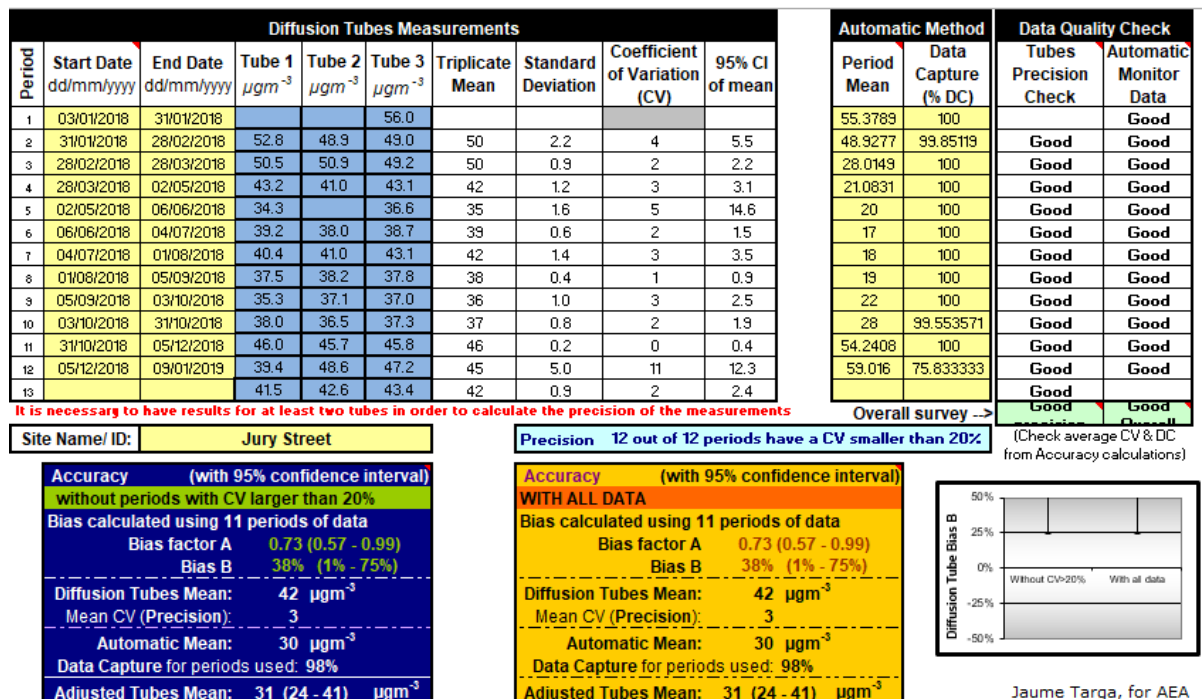 Diffusion Tubes Measurements
Automatic Method
Data Quality Check
Period Start Date dd/mm/yyyy End Date dd/mm/yyyy Tube 1 µgm-3 Tube 2 µgm-3 Tube 3 µgm-3 Triplicate Mean Standard Deviation Coefficient of Variation (CV) 95% CI of mean Period Mean Data Capture (% DC) Tubes Precision Check Automatic Monitor Data
1 03/01/2018 31/01/2018 56.0 55.3789 100 Good
2 31/01/2018 28/02/2018 52.8 48.9 49.0 50 2.2 4 5.5 48.9277 99.85119 Good Good
3 28/02/2018 28/03/2018 50.5 50.9 49.2 50 0.9 2 2.2 28.0149 100 Good Good
4 28/03/2018 02/05/2018 43.2 41.0 43.1 42 1.2 3 3.1 21.0831 100 Good Good
5 02/05/2018 06/06/2018 34.3 36.6 35 1.6 5 14.6 20 100 Good Good
6 06/06/2018 04/07/2018 39.2 38.0 38.7 39 0.6 2 1.5 17 100 Good Good
7 04/07/2018 01/08/2018 40.4 41.0 43.1 42 1.4 3 3.5 18 100 Good Good
8 01/08/2018 05/09/2018 37.5 38.2 37.8 38 0.4 1 0.9 19 100 Good Good
9 05/09/2018 03/10/2018 35.3 37.1 37.0 36 1.0 3 2.5 22 100 Good Good
10 03/10/2018 31/10/2018 38.0 36.5 37.3 37 0.8 2 1.9 28 99.553571 Good Good
11 31/10/2018 05/12/2018 46.0 45.7 45.8 46 0.2 0 0.4 54.2408 100 Good Good
12 05/12/2018 09/01/2019 39.4 48.6 47.2 45 5.0 11 12.3 59.016 75.833333 Good Good
13 41.5 42.6 43.4 42 0.9 2 2.4 Good
It is necessary to have results for at least two tubes in order to calculate the precision of the measurements
Overall survey --> Good precision Good Overall
Site Name/ ID: Jury Street
Precision 12 out of 12 periods have a CV smaller than 20%
(Check average CV & DC from Accuracy calculations)
Accuracy (with 95% confidence interval)
without periods with CV larger than 20%
Bias calculated using 11 periods of data
Bias factor A 0.73 (0.57 - 0.99)
Bias B 38% (1% - 75%)
Diffusion Tubes Mean: 42 µgm-3
Mean CV (Precision): 3
Automatic Mean: 30 µgm-3
Data Capture for periods used: 98%
Adjusted Tubes Mean: 31 (24 - 41) µgm-3
Accuracy (with 95% confidence interval)
WITH ALL DATA
Bias calculated using 11 periods of data
Bias factor A 0.73 (0.57 - 0.99)
Bias B 38% (1% - 75%)
Diffusion Tubes Mean: 42 µgm-3
Mean CV (Precision): 3
Automatic Mean: 30 µgm-3
Data Capture for periods used: 98%
Adjusted Tubes Mean: 31 (24 - 41) µgm-3
Diffusion Tube Bias B
50%
25%
0%
-25%
-50%
Without CV>20% With all data
Jaume Targa, for AEA